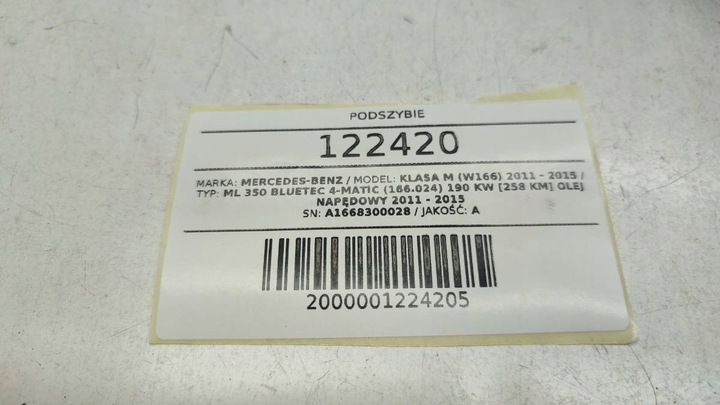 PODSZYBIE
122420
MARKA: MERCEDES-BENZ / MODEL: KLASA M (W166) 2011 - 2015 /
TYP: ML 350 BLUETEC 4-MATIC (166.024) 190 KW [258 KM] OLEJ
NAPĘDOWY 2011 - 2015
SN: A1668300028 / JAKOŚĆ: A
2000001224205